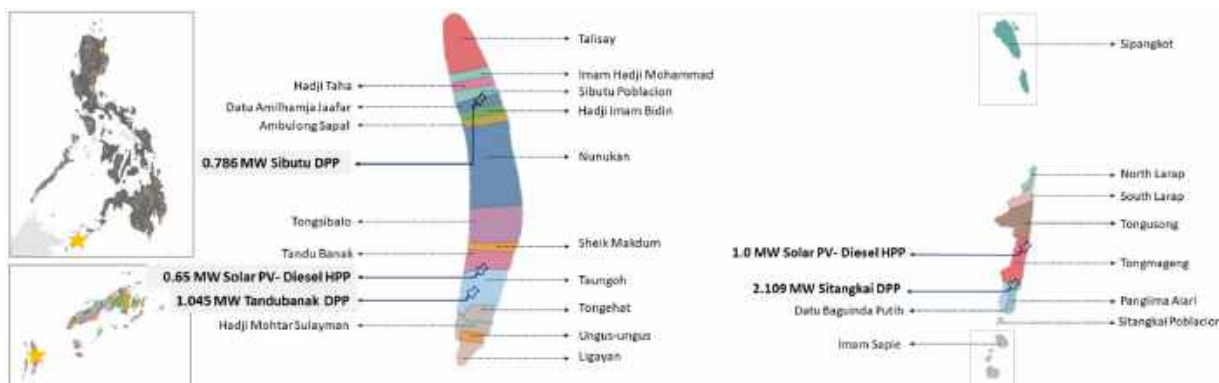 Talisay
Imam Hadji Mohammad
Hadji Taha
Sibutu Poblacion
Datu Amilhamja Jaafar
Hadji Imam Bidin
Ambulong Sapal
0.786 MW Sibutu DPP
Nunukan
Tongsibalo
Sheik Makdum
Tandu Banak
0.65 MW Solar PV- Diesel HPP
Taungoh
1.045 MW Tandubanak DPP
Tongehat
Hadji Mohtar Sulayman
Ungus-ungus
Ligayan
Sipangkot
North Larap
South Larap
Tongusong
1.0 MW Solar PV- Diesel HPP
Tongmageng
2.109 MW Sitangkai DPP
Panglima Alari
Datu Baguinda Putih
Sitangkai Poblacion
Imam Sapie